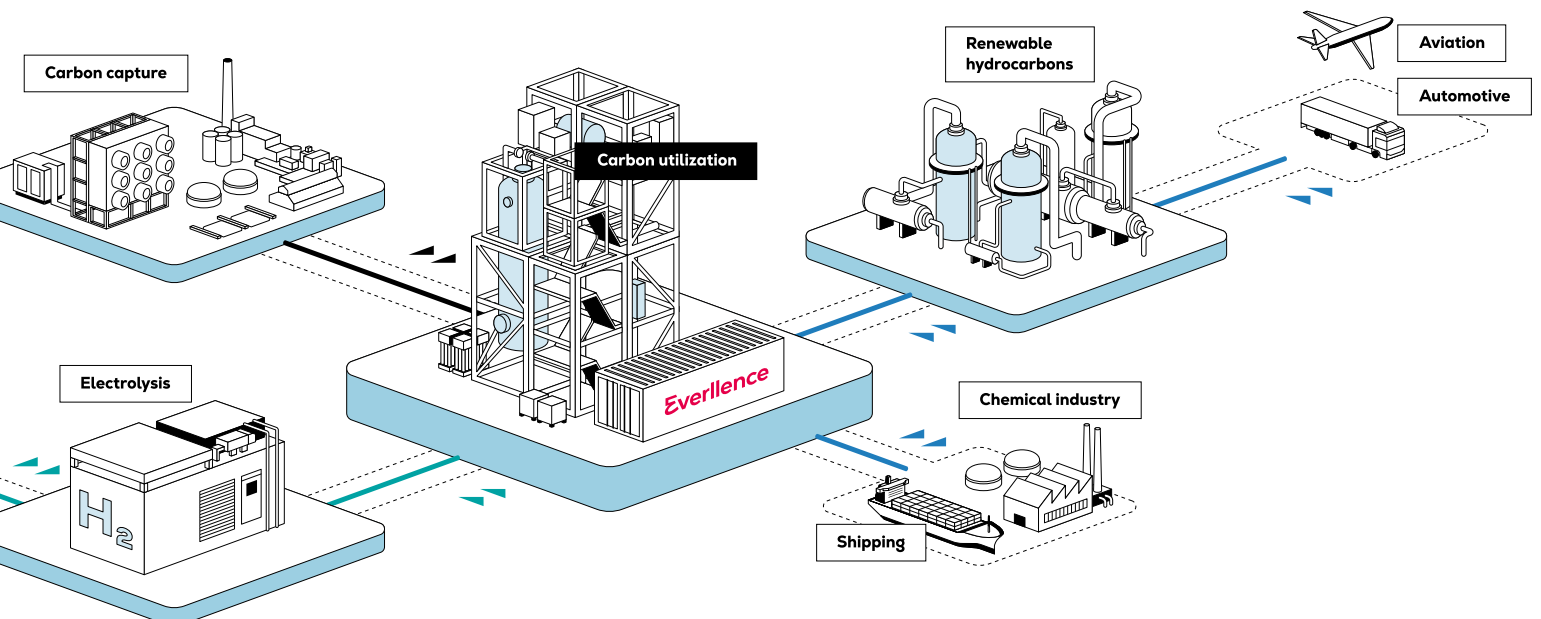 Carbon capture
Carbon utilization
Renewable
hydrocarbons
Aviation
Automotive
Electrolysis
H2
Everllence
Chemical industry
Shipping